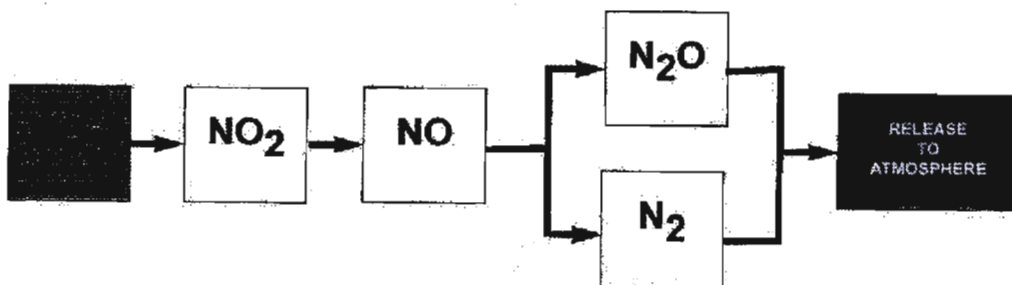 NO2
NO
N2O
N2
RELEASE
TO
ATMOSPHERE